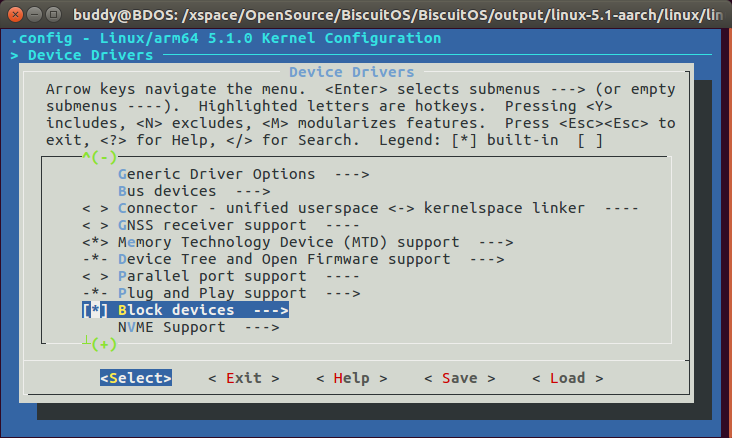 buddy@BDOS: /xspace/OpenSource/BiscuitOS/BiscuitOS/output/linux-5.1-aarch/linux/lin
.config - Linux/arm64 5.1.0 Kernel Configuration
> Device Drivers
Device Drivers
Arrow keys navigate the menu.  <Enter> selects submenus ---> (or empty
submenus ----).  Highlighted letters are hotkeys.  Pressing <Y>
includes, <N> excludes, <M> modularizes features.  Press <Esc><Esc> to
exit, <?> for Help, </> for Search.  Legend: [*] built-in  [ ]
^(-)
Generic Driver Options  --->
Bus devices  --->
< > Connector - unified userspace <-> kernelspace linker  ----
< > GNSS receiver support  ----
<*> Memory Technology Device (MTD) support  --->
-*- Device Tree and Open Firmware support  --->
< > Parallel port support  ----
-*- Plug and Play support  --->
[*] Block devices  --->
NVME Support  --->
(+)
<Select>    < Exit >    < Help >    < Save >    < Load >